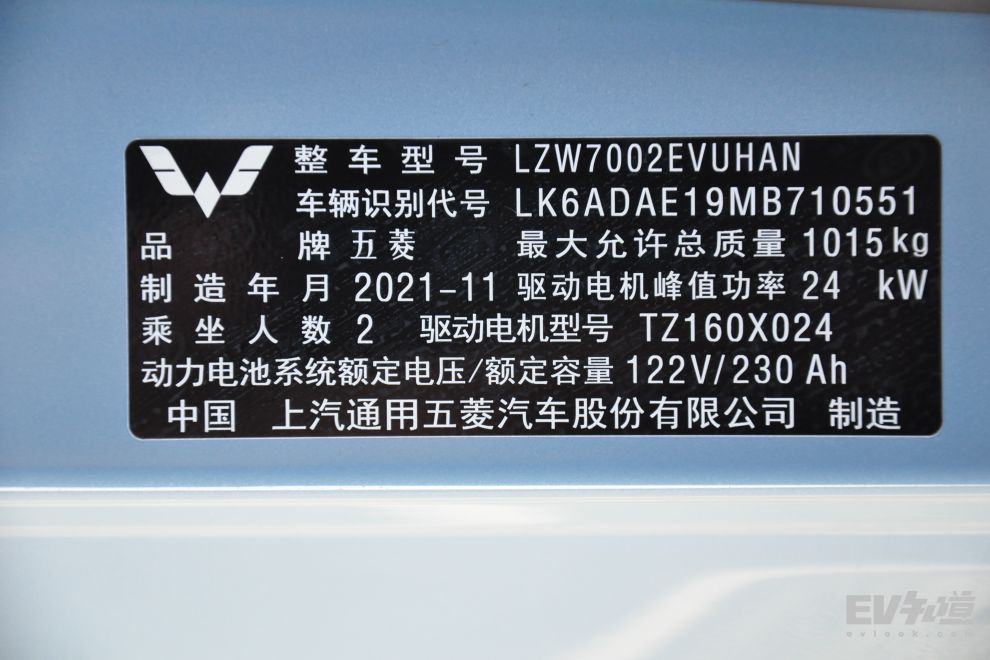 整车型号 LZW7002EVUHAN
车辆识别代号 LK6ADAE19MB710551
品牌 五菱 最大允许总质量 1015kg
制造年月 2021-11 驱动电机峰值功率 24 kW
乘坐人数 2 驱动电机型号 TZ160X024
动力电池系统额定电压/额定容量 122V/230 Ah
中国 上汽通用五菱汽车股份有限公司 制造
EV知道
evlook.com